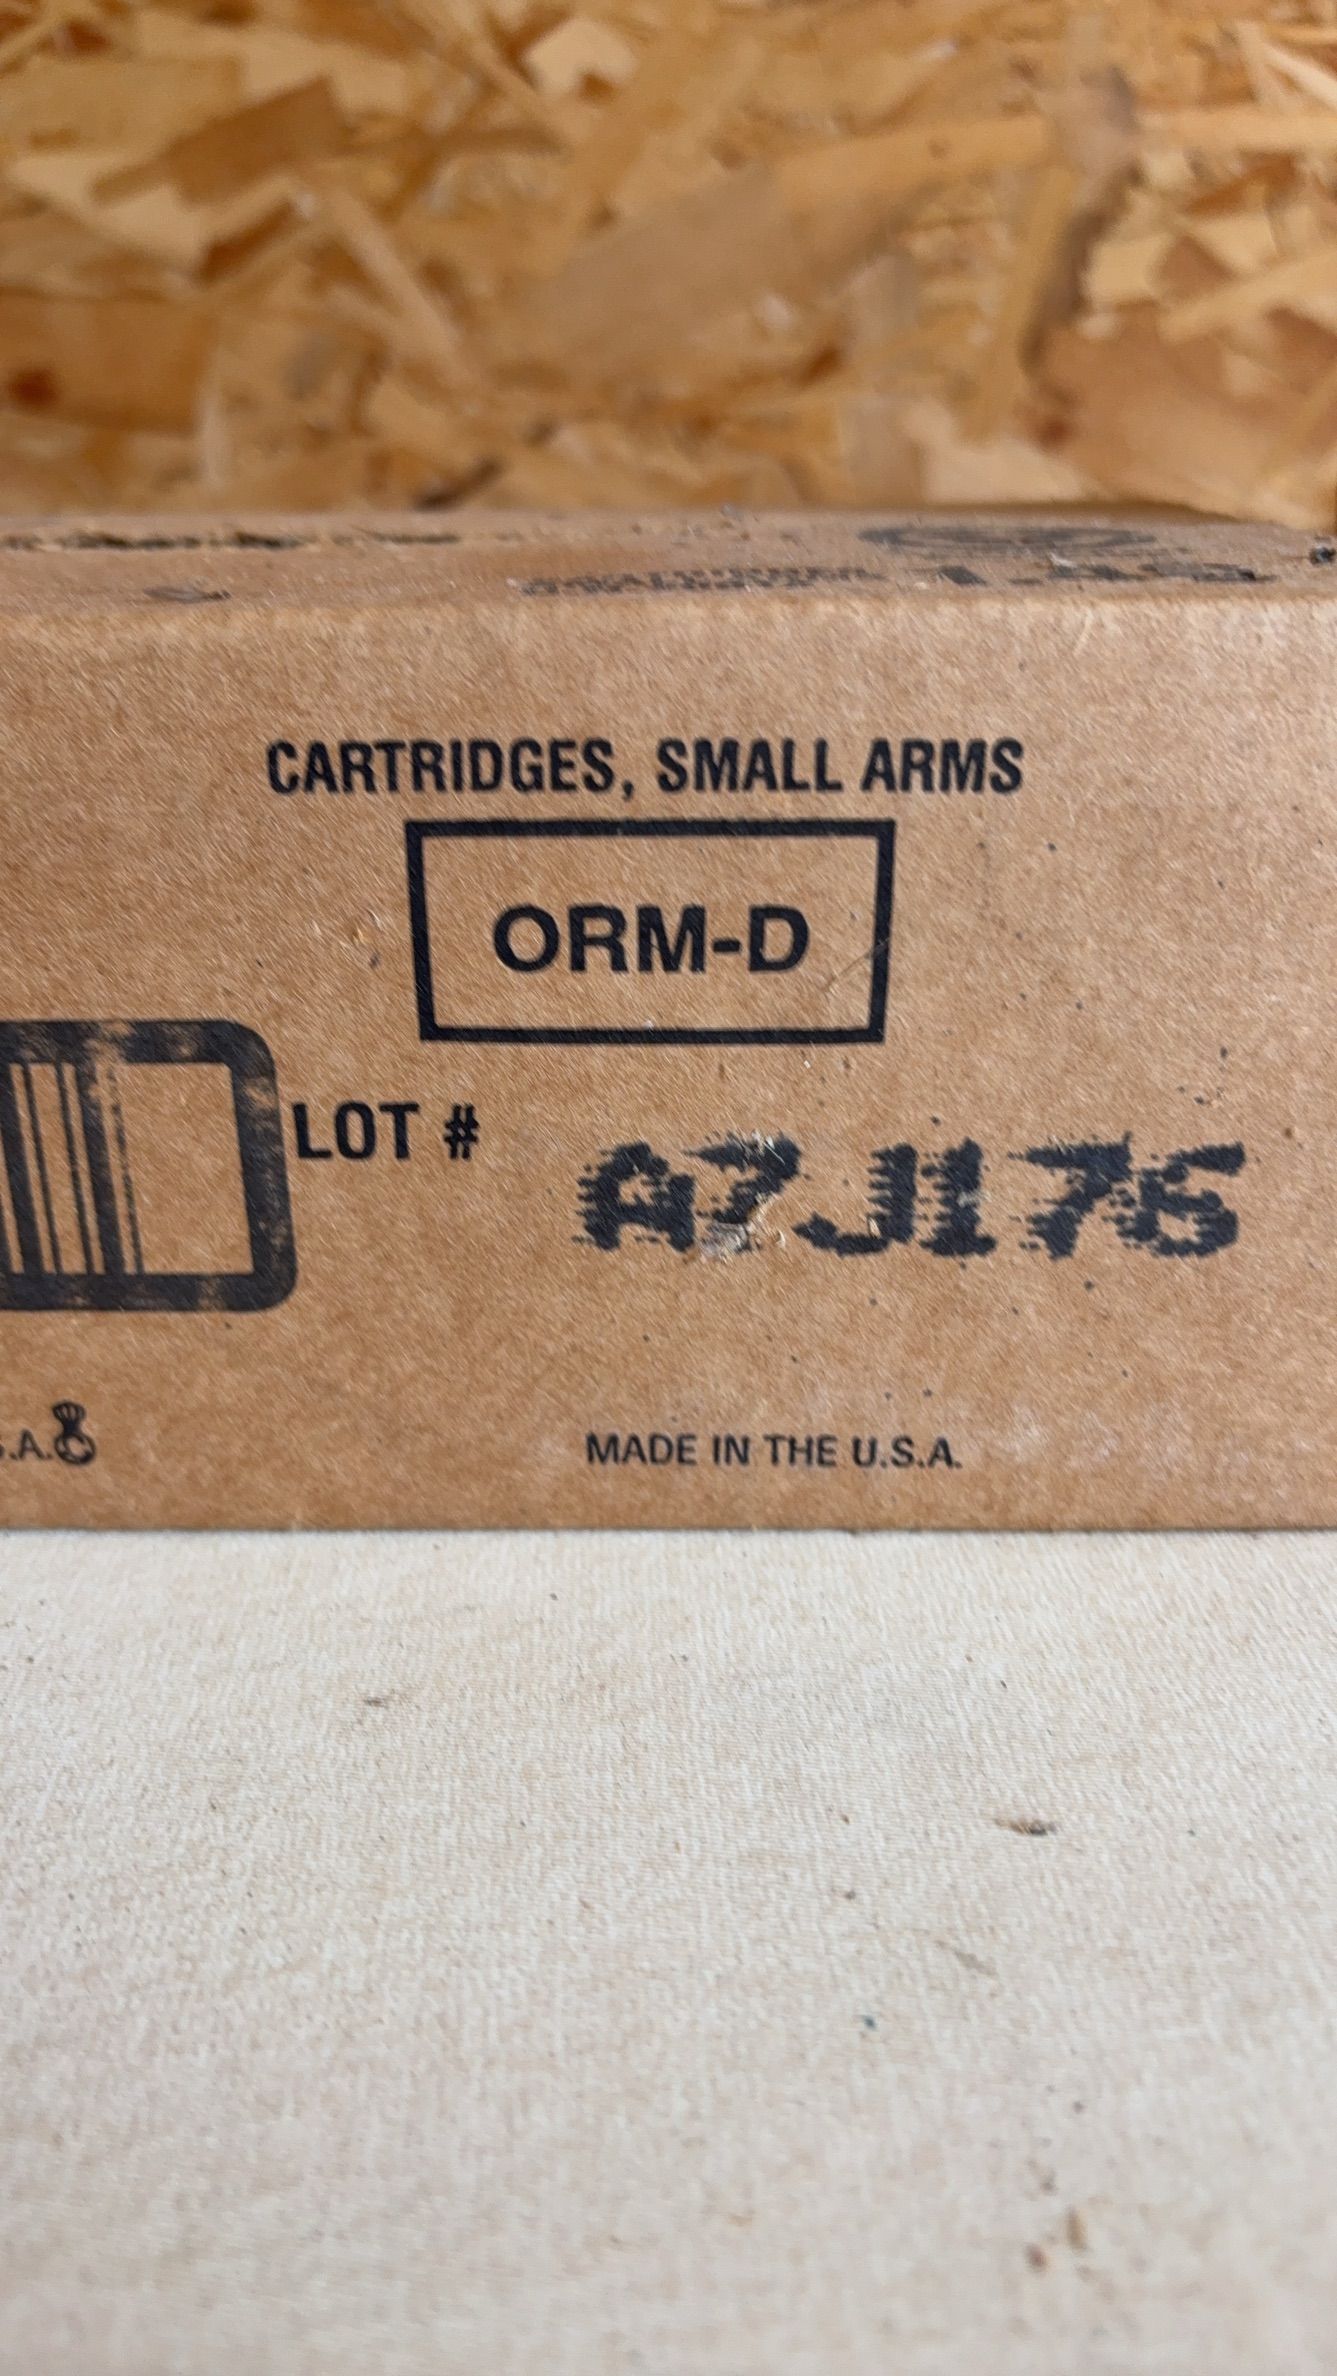 CARTRIDGES, SMALL ARMS
ORM-D
LOT # A7J176
S.A.
MADE IN THE U.S.A.